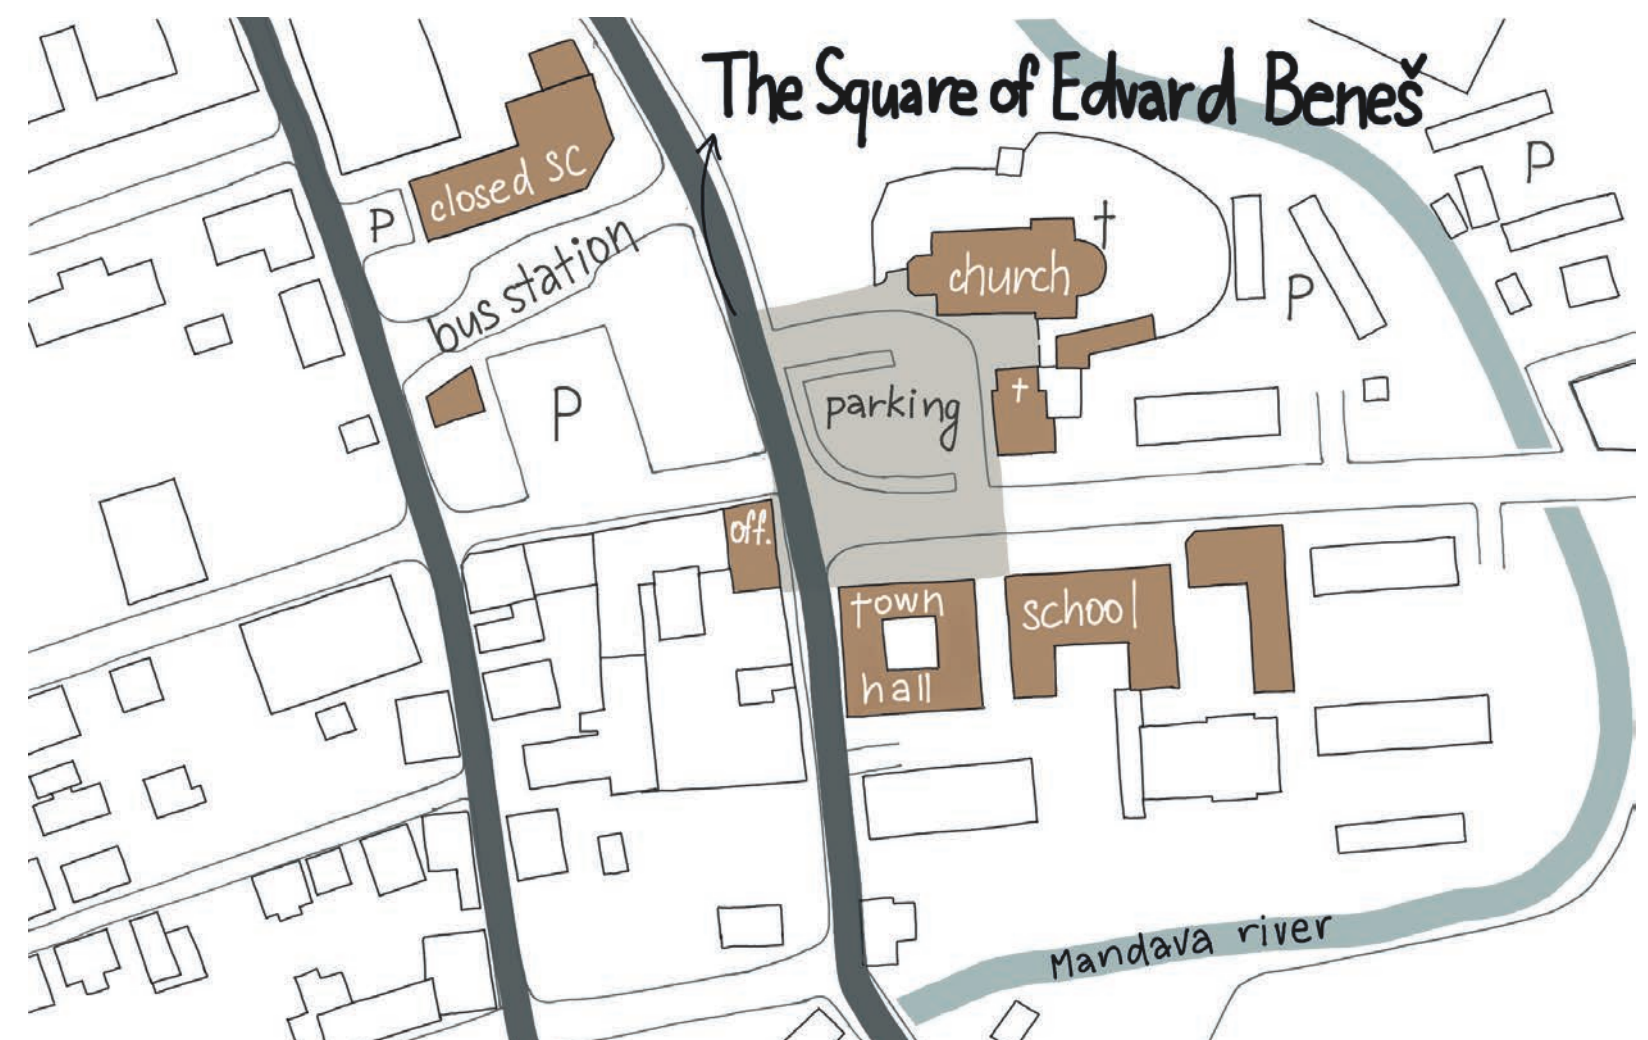 The Square of Edvard Beneš
closed SC
P
bus station
P
church
†
†
parking
P
P
off.
town
hall
school
Mandava river